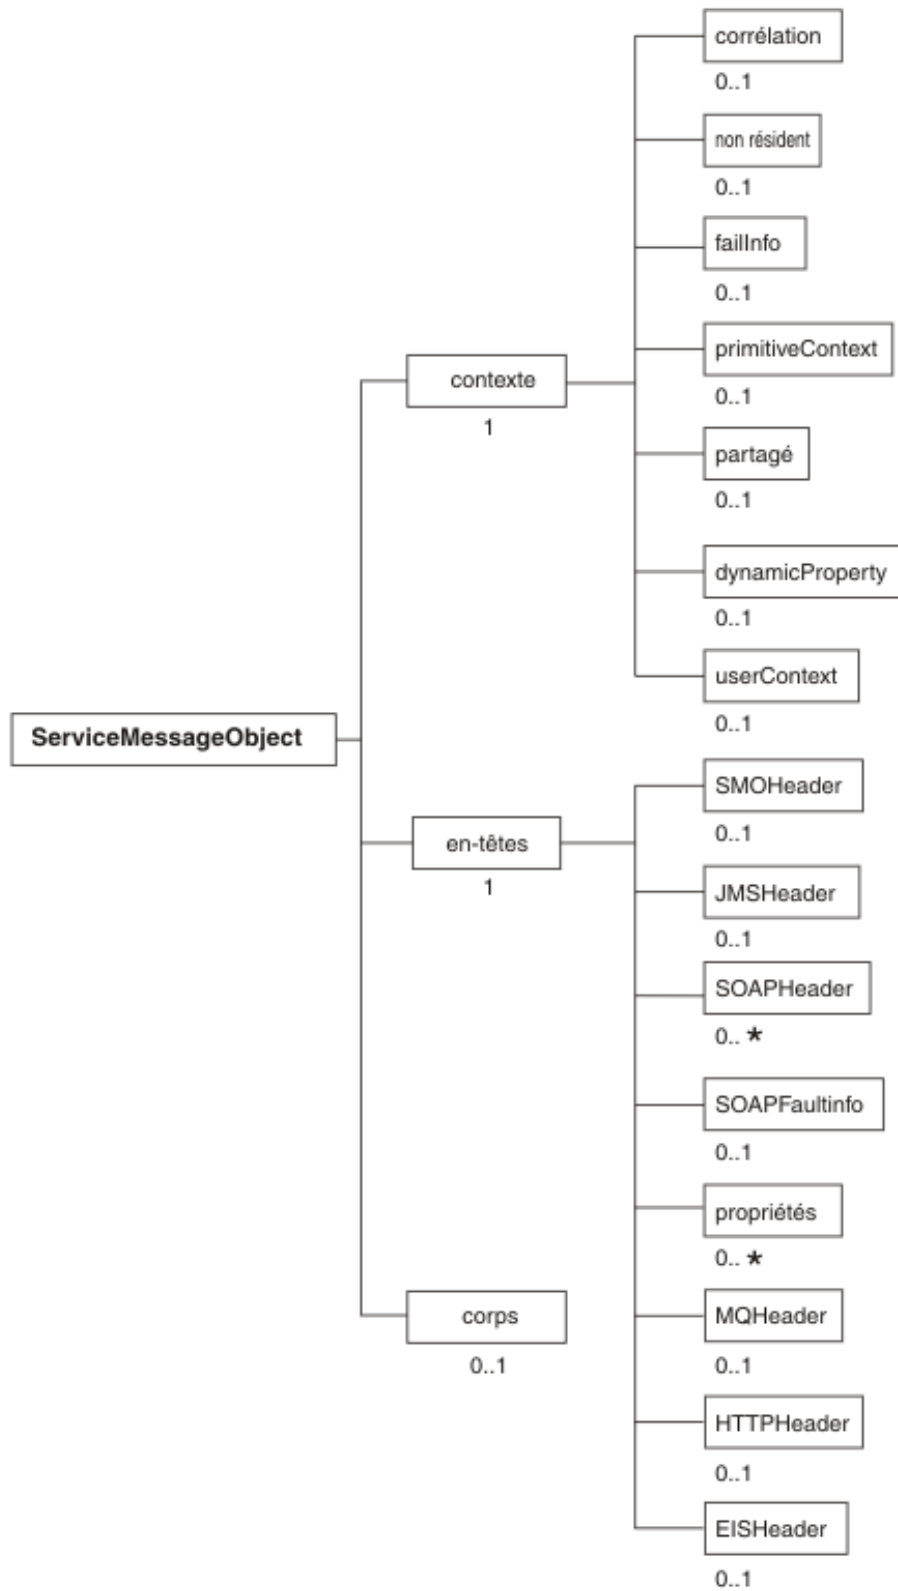 corrélation
0..1
non résident
0..1
failInfo
0..1
primitiveContext
0..1
contexte
1
partagé
0..1
dynamicProperty
0..1
userContext
0..1
ServiceMessageObject
SMOHeader
0..1
en-têtes
1
JMSHeader
0..1
SOAPHeader
0.. *
SOAPFaultinfo
0..1
propriétés
0.. *
corps
0..1
MQHeader
0..1
HTTPHeader
0..1
EISHeader
0..1